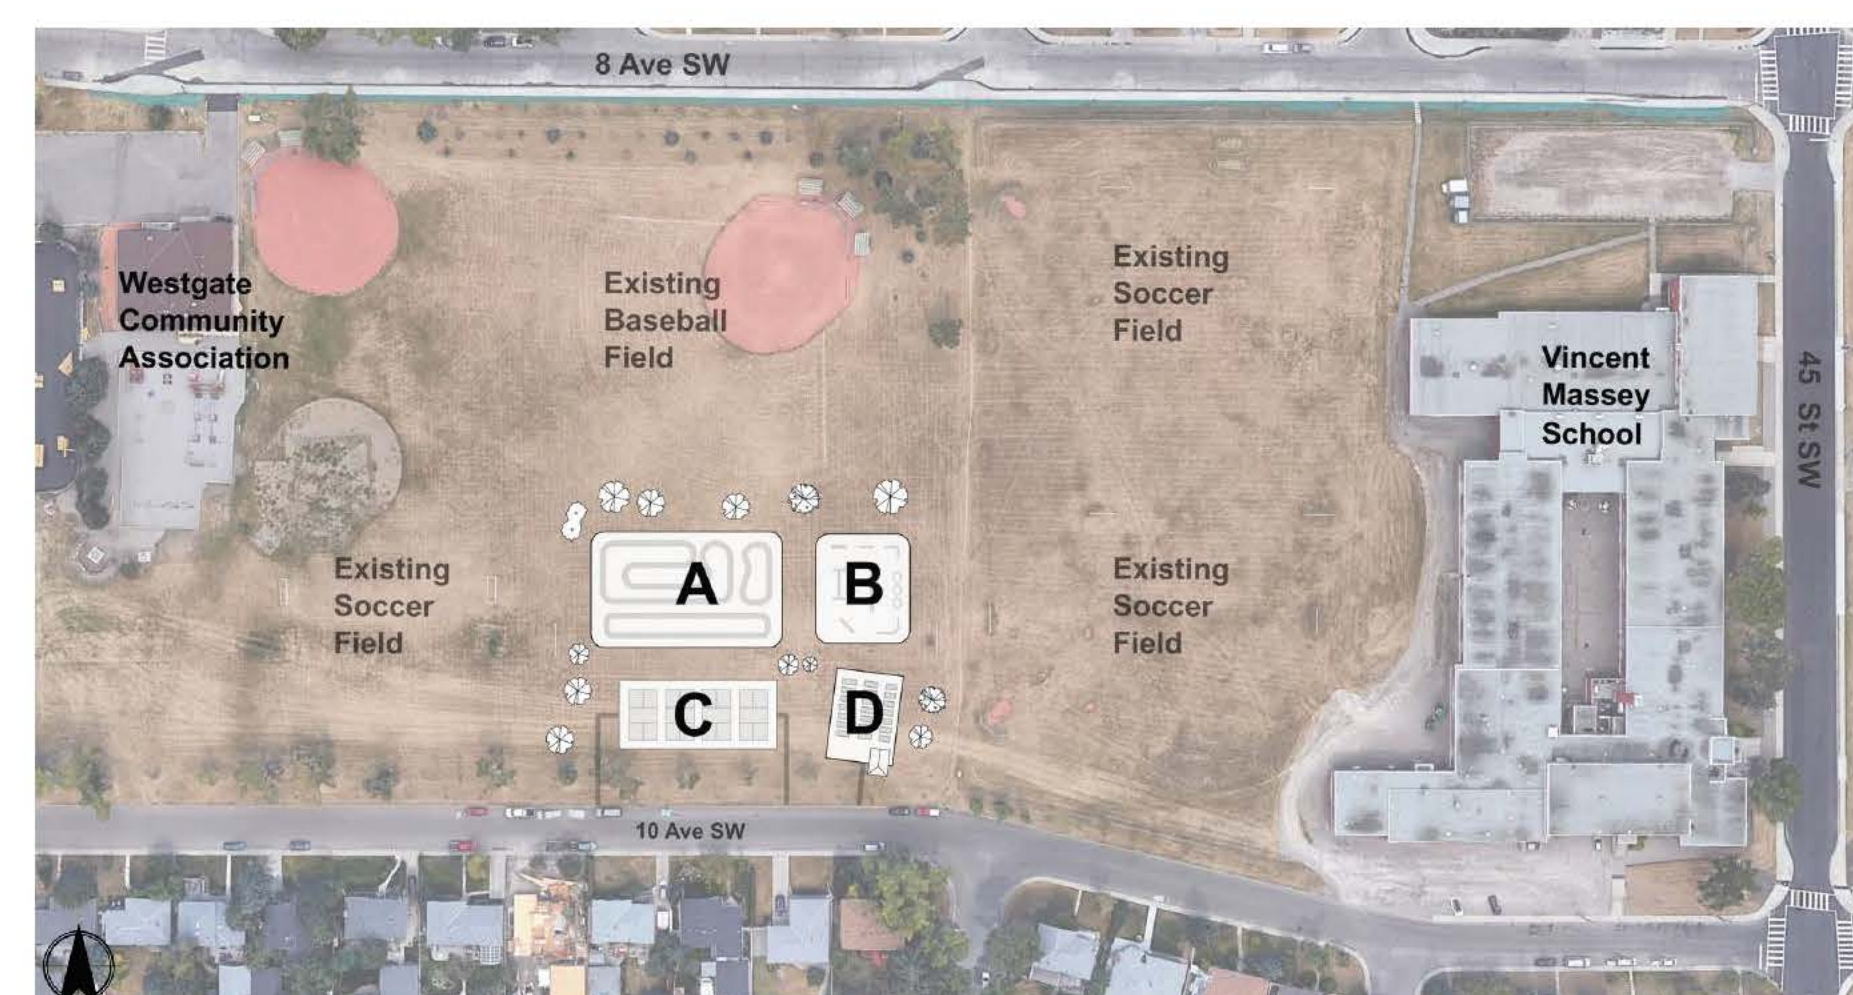 8 Ave SW
Westgate
Community
Association
Existing
Baseball
Field
Existing
Soccer
Field
Vincent
Massey
School
45 St SW
Existing
Soccer
Field
A
B
Existing
Soccer
Field
C
D
10 Ave SW